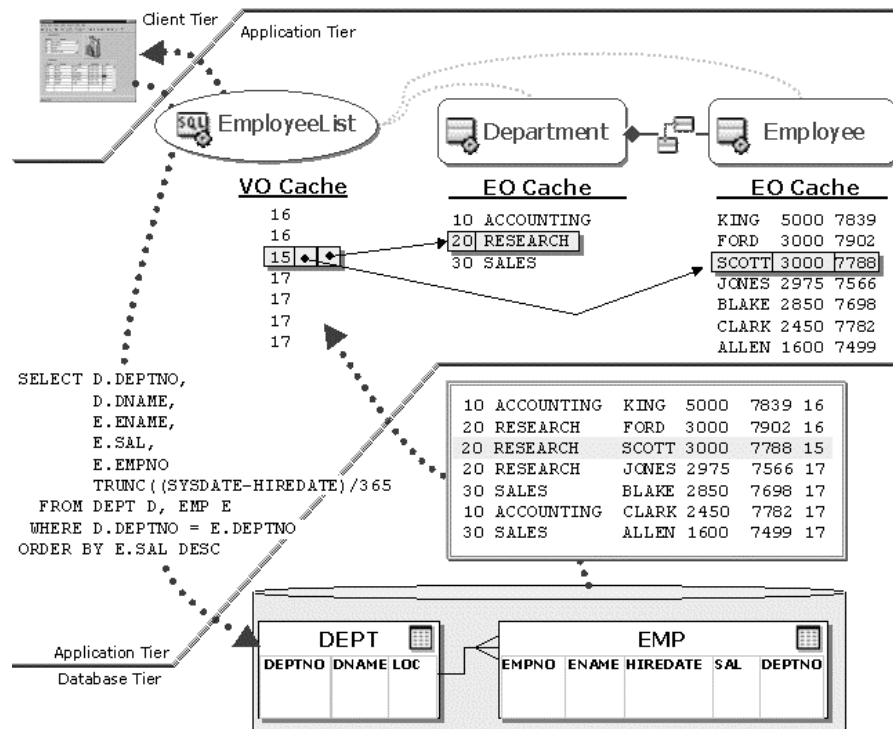 Client Tier
Application Tier
SQL
EmployeeList
Department
Employee
VO Cache
16
16
15
17
17
17
17
EO Cache
10 ACCOUNTING
20 RESEARCH
30 SALES
EO Cache
KING 5000 7839
FORD 3000 7902
SCOTT 3000 7788
JONES 2975 7566
BLAKE 2850 7698
CLARK 2450 7782
ALLEN 1600 7499
SELECT D.DEPTNO,
D.DNAME,
E.ENAME,
E.SAL,
E.EMPNO
TRUNC((SYSDATE-HIREDATE)/365
FROM DEPT D, EMP E
WHERE D.DEPTNO = E.DEPTNO
ORDER BY E.SAL DESC
10 ACCOUNTING KING 5000 7839 16
20 RESEARCH FORD 3000 7902 16
20 RESEARCH SCOTT 3000 7788 15
20 RESEARCH JONES 2975 7566 17
30 SALES BLAKE 2850 7698 17
10 ACCOUNTING CLARK 2450 7782 17
30 SALES ALLEN 1600 7499 17
Application Tier
Database Tier
DEPT
DEPTNO DNAME LOC
EMP
EMPNO ENAME HIREDATE SAL DEPTNO